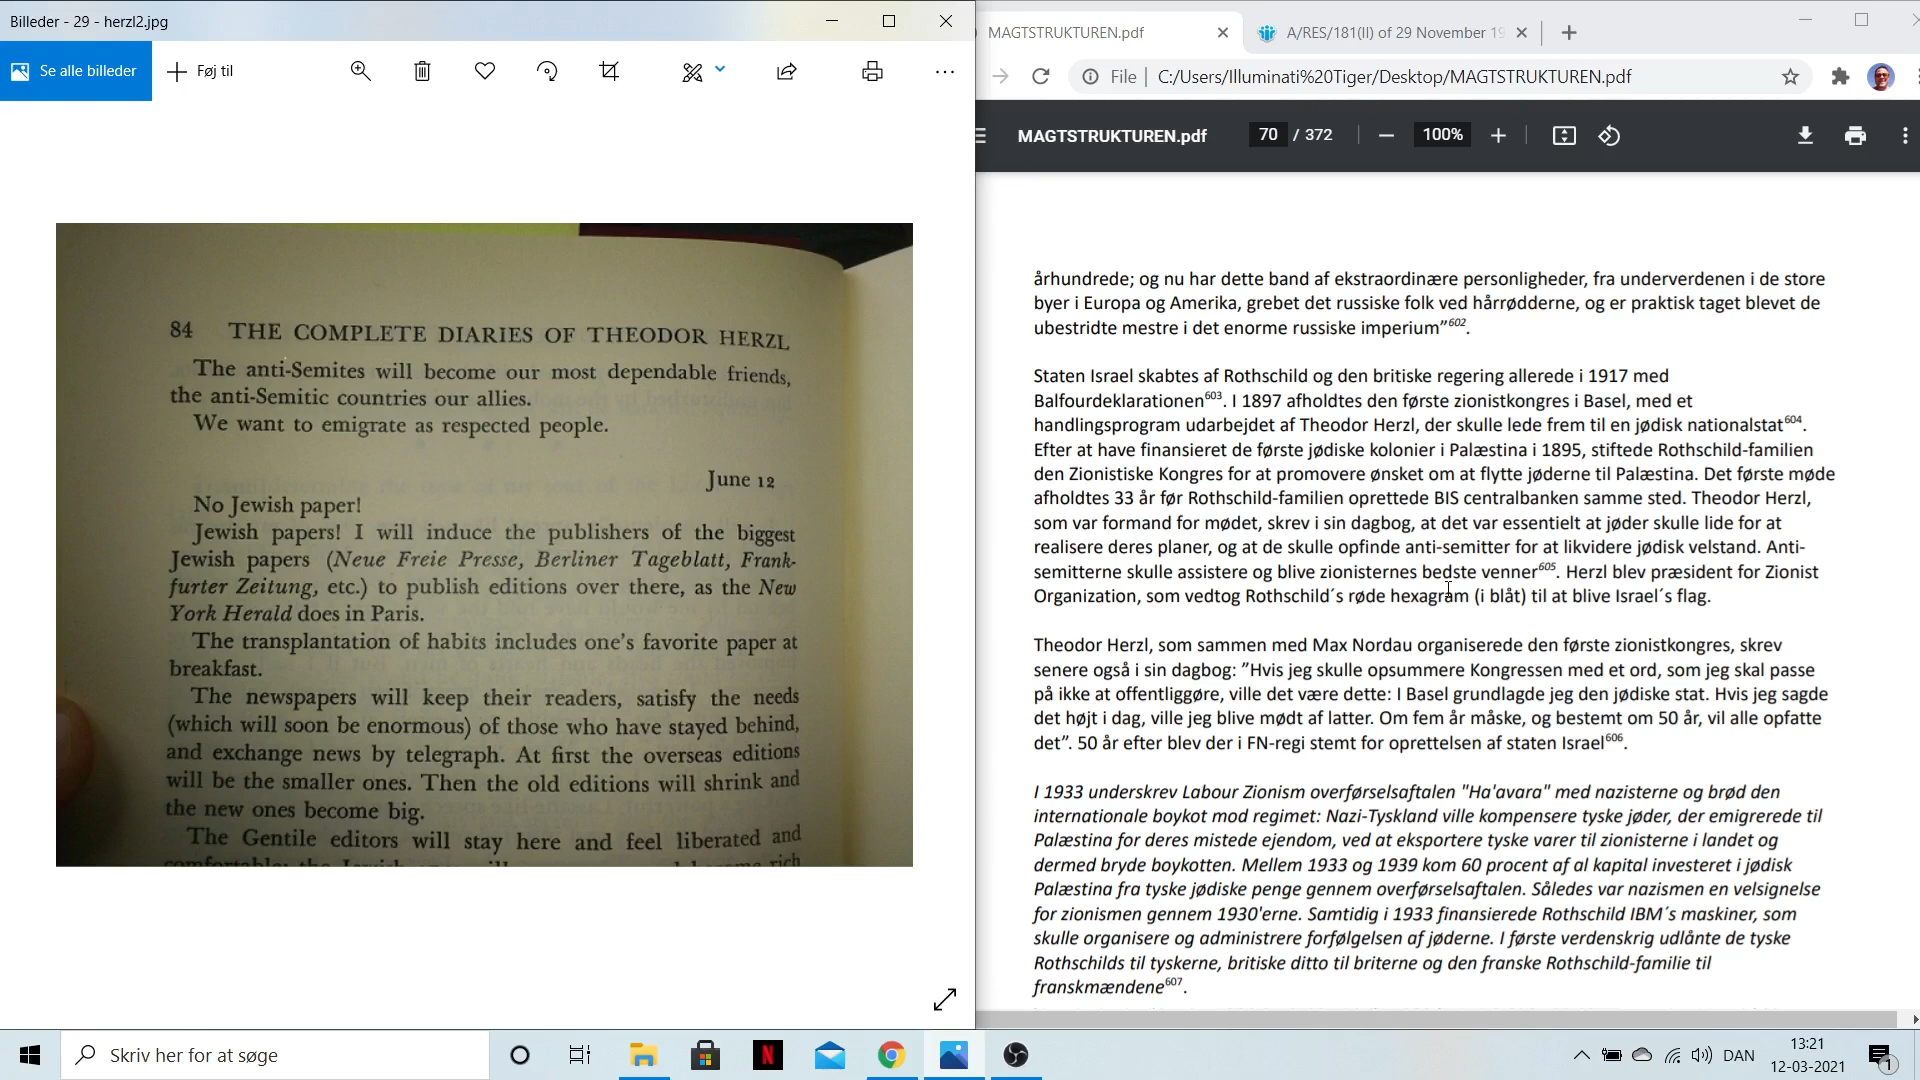 Billeder - 29 - herzl2.jpg
Se alle billeder
Føj til
84 THE COMPLETE DIARIES OF THEODOR HERZL
The anti-Semites will become our most dependable friends,
the anti-Semitic countries our allies.
We want to emigrate as respected people.
June 12
No Jewish paper!
Jewish papers! I will induce the publishers of the biggest
Jewish papers (Neue Freie Presse, Berliner Tageblatt, Frank-
furter Zeitung, etc.) to publish editions over there, as the New
York Herald does in Paris.
The transplantation of habits includes one's favorite paper at
breakfast.
The newspapers will keep their readers, satisfy the needs
(which will soon be enormous) of those who have stayed behind,
and exchange news by telegraph. At first the overseas editions
will be the smaller ones. Then the old editions will shrink and
the new ones become big.
The Gentile editors will stay here and feel liberated and
MAGTSTRUKTUREN.pdf
A/RES/181(II) of 29 November 19
File
C:/Users/Illuminati%20Tiger/Desktop/MAGTSTRUKTUREN.pdf
MAGTSTRUKTUREN.pdf 70 / 372 100%
århundrede; og nu har dette band af ekstraordinære personligheder, fra underverdenen i de store
byer i Europa og Amerika, grebet det russiske folk ved hårrødderne, og er praktisk taget blevet de
ubestridte mestre i det enorme russiske imperium”602.
Staten Israel skabtes af Rothschild og den britiske regering allerede i 1917 med
Balfourdeklarationen603. I 1897 afholdtes den første zionistkongres i Basel, med et
handlingsprogram udarbejdet af Theodor Herzl, der skulle lede frem til en jødisk nationalstat604.
Efter at have finansieret de første jødiske kolonier i Palæstina i 1895, stiftede Rothschild-familien
den Zionistiske Kongres for at promovere ønsket om at flytte jøderne til Palæstina. Det første møde
afholdtes 33 år før Rothschild-familien oprettede BIS centralbanken samme sted. Theodor Herzl,
som var formand for mødet, skrev i sin dagbog, at det var essentielt at jøder skulle lide for at
realisere deres planer, og at de skulle opfinde anti-semitter for at likvidere jødisk velstand. Anti-
semitterne skulle assistere og blive zionisternes bedste venner605. Herzl blev præsident for Zionist
Organization, som vedtog Rothschild´s røde hexagram (i blåt) til at blive Israel´s flag.
Theodor Herzl, som sammen med Max Nordau organiserede den første zionistkongres, skrev
senere også i sin dagbog: ”Hvis jeg skulle opsummere Kongressen med et ord, som jeg skal passe
på ikke at offentliggøre, ville det være dette: I Basel grundlagde jeg den jødiske stat. Hvis jeg sagde
det højt i dag, ville jeg blive mødt af latter. Om fem år måske, og bestemt om 50 år, vil alle opfatte
det”. 50 år efter blev der i FN-regi stemt for oprettelsen af staten Israel606.
I 1933 underskrev Labour Zionism overførselsaftalen "Ha'avara" med nazisterne og brød den
internationale boykot mod regimet: Nazi-Tyskland ville kompensere tyske jøder, der emigrerede til
Palæstina for deres mistede ejendom, ved at eksportere tyske varer til zionisterne i landet og
dermed bryde boykotten. Mellem 1933 og 1939 kom 60 procent af al kapital investeret i jødisk
Palæstina fra tyske jødiske penge gennem overførselsaftalen. Således var nazismen en velsignelse
for zionismen gennem 1930'erne. Samtidig i 1933 finansierede Rothschild IBM´s maskiner, som
skulle organisere og administrere forfølgelsen af jøderne. I første verdenskrig udlånte de tyske
Rothschilds til tyskerne, britiske ditto til briterne og den franske Rothschild-familie til
franskmændene607.
Skriv her for at søge
N
DAN
13:21
12-03-2021
1